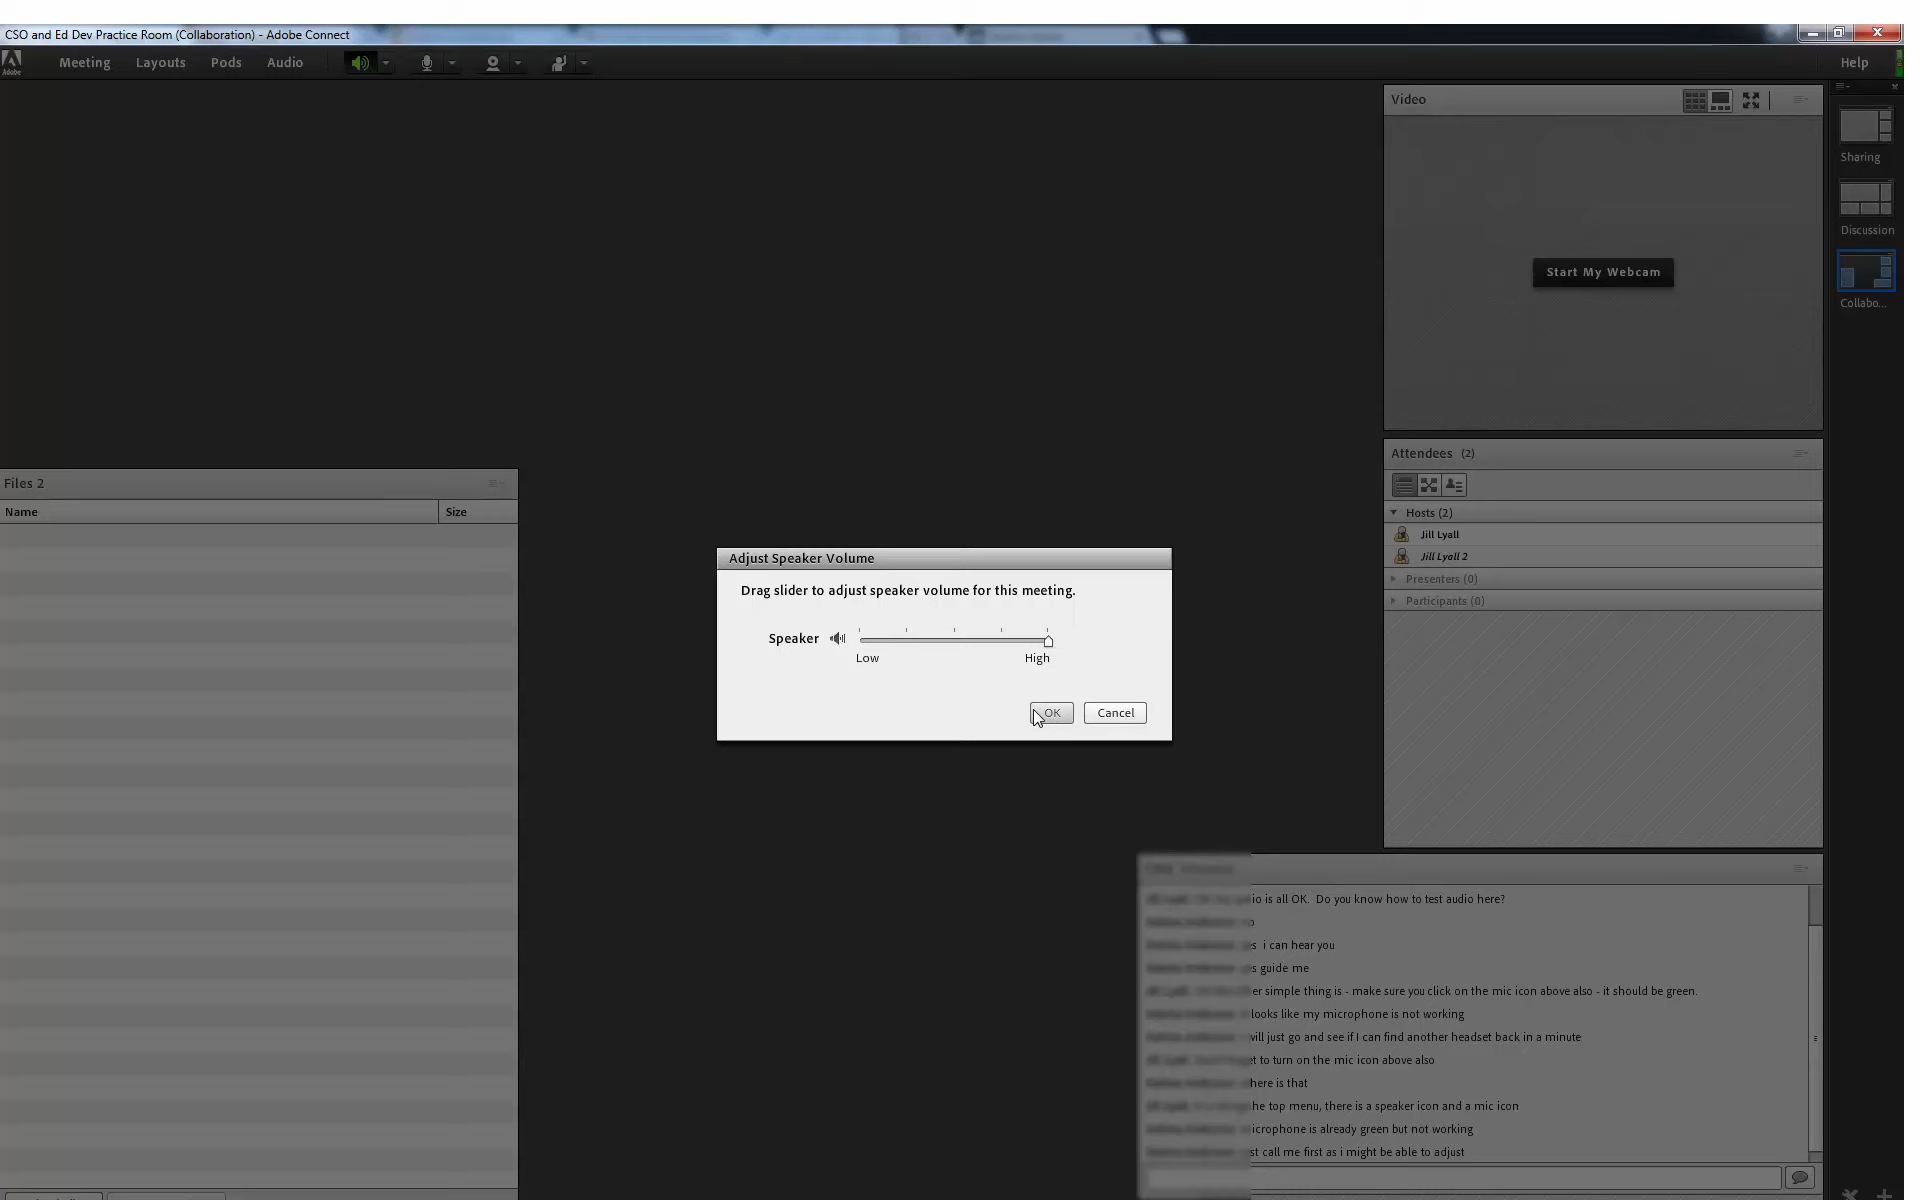 CSO and Ed Dev Practice Room (Collaboration) - Adobe Connect
Adobe
Meeting
Layouts
Pods
Audio
Help
Video
Start My Webcam
Sharing
Discussion
Collabo...
Attendees (2)
Hosts (2)
Jill Lyall
Jill Lyall 2
Presenters (0)
Participants (0)
Files 2
Name
Size
Adjust Speaker Volume
Drag slider to adjust speaker volume for this meeting.
Speaker
Low
High
OK
Cancel
is all OK.  Do you know how to test audio here?
i can hear you
guide me
simple thing is - make sure you click on the mic icon above also - it should be green.
looks like my microphone is not working
will just go and see if I can find another headset back in a minute
to turn on the mic icon above also
is that
top menu, there is a speaker icon and a mic icon
is already green but not working
call me first as i might be able to adjust